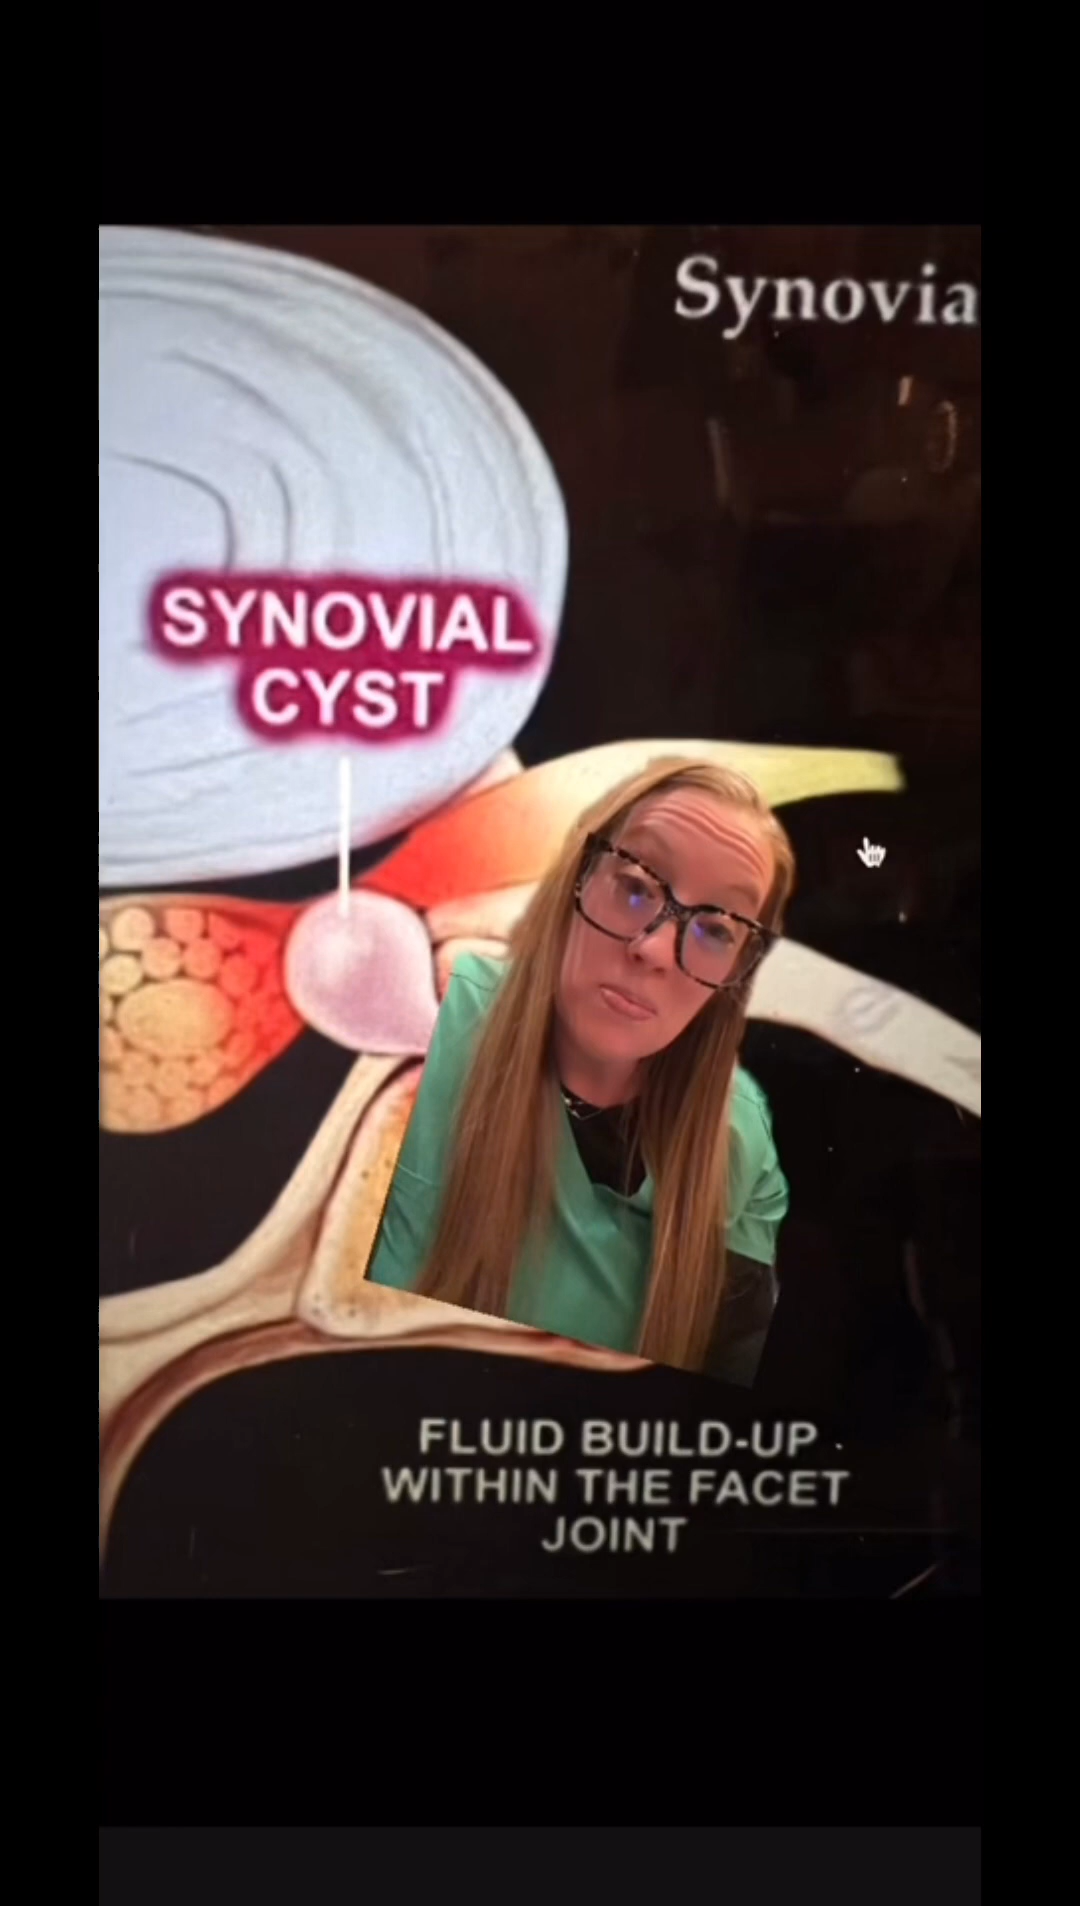 Synovia
SYNOVIAL
CYST
FLUID BUILD-UP
WITHIN THE FACET
JOINT